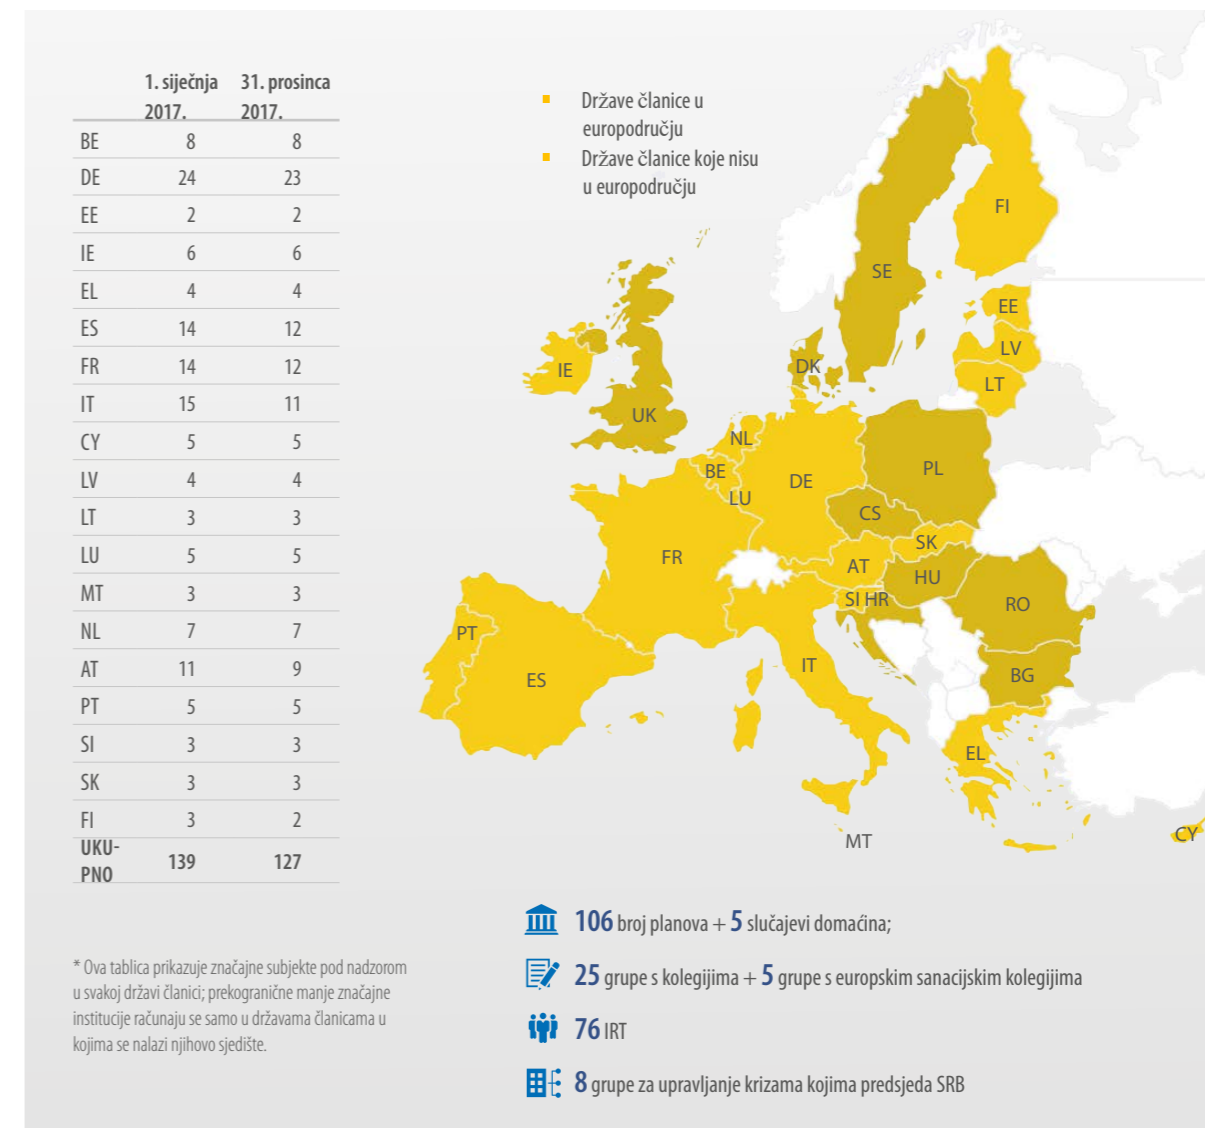 1. siječnja 31. prosinca
2017. 2017.
BE 8 8
DE 24 23
EE 2 2
IE 6 6
EL 4 4
ES 14 12
FR 14 12
IT 15 11
CY 5 5
LV 4 4
LT 3 3
LU 5 5
MT 3 3
NL 7 7
AT 11 9
PT 5 5
SI 3 3
SK 3 3
FI 3 2
UKU-
PNO 139 127
* Ova tablica prikazuje značajne subjekte pod nadzorom
u svakoj državi članici; prekogranične manje značajne
institucije računaju se samo u državama članicama u
kojima se nalazi njihovo sjedište.
Države članice u
europodručju
Države članice koje nisu
u europodručju
FI
SE
EE
LV
LT
DK
IE
UK
NL
BE
LU
DE
PL
CS
SK
FR
AT
HU
SI HR
RO
PT
ES
IT
BG
EL
MT
CY
106 broj planova + 5 slučajevi domaćina;
25 grupe s kolegijima + 5 grupe s europskim sanacijskim kolegijima
76 IRT
8 grupe za upravljanje krizama kojima predsjeda SRB